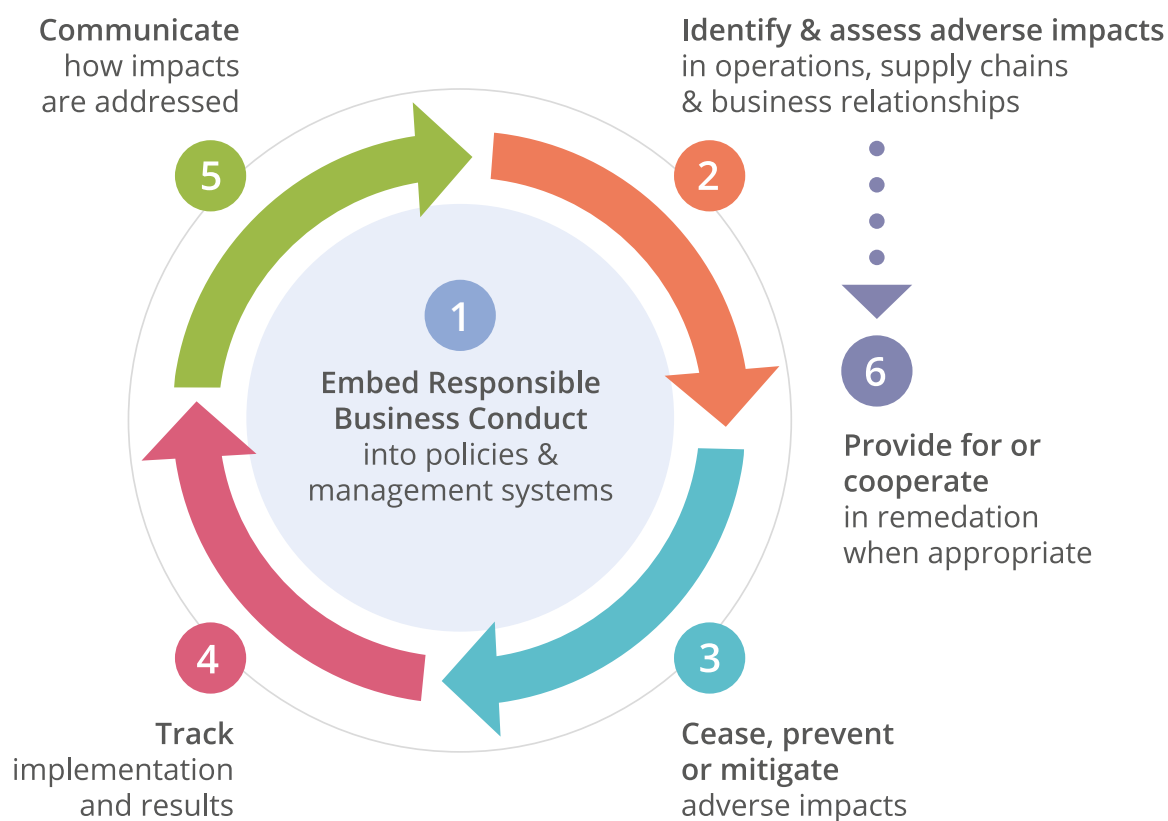 Communicate
how impacts
are addressed
5
Identify & assess adverse impacts
in operations, supply chains
& business relationships
2
1
Embed Responsible
Business Conduct
into policies &
management systems
6
Provide for or
cooperate
in remedation
when appropriate
4
Track
implementation
and results
3
Cease, prevent
or mitigate
adverse impacts